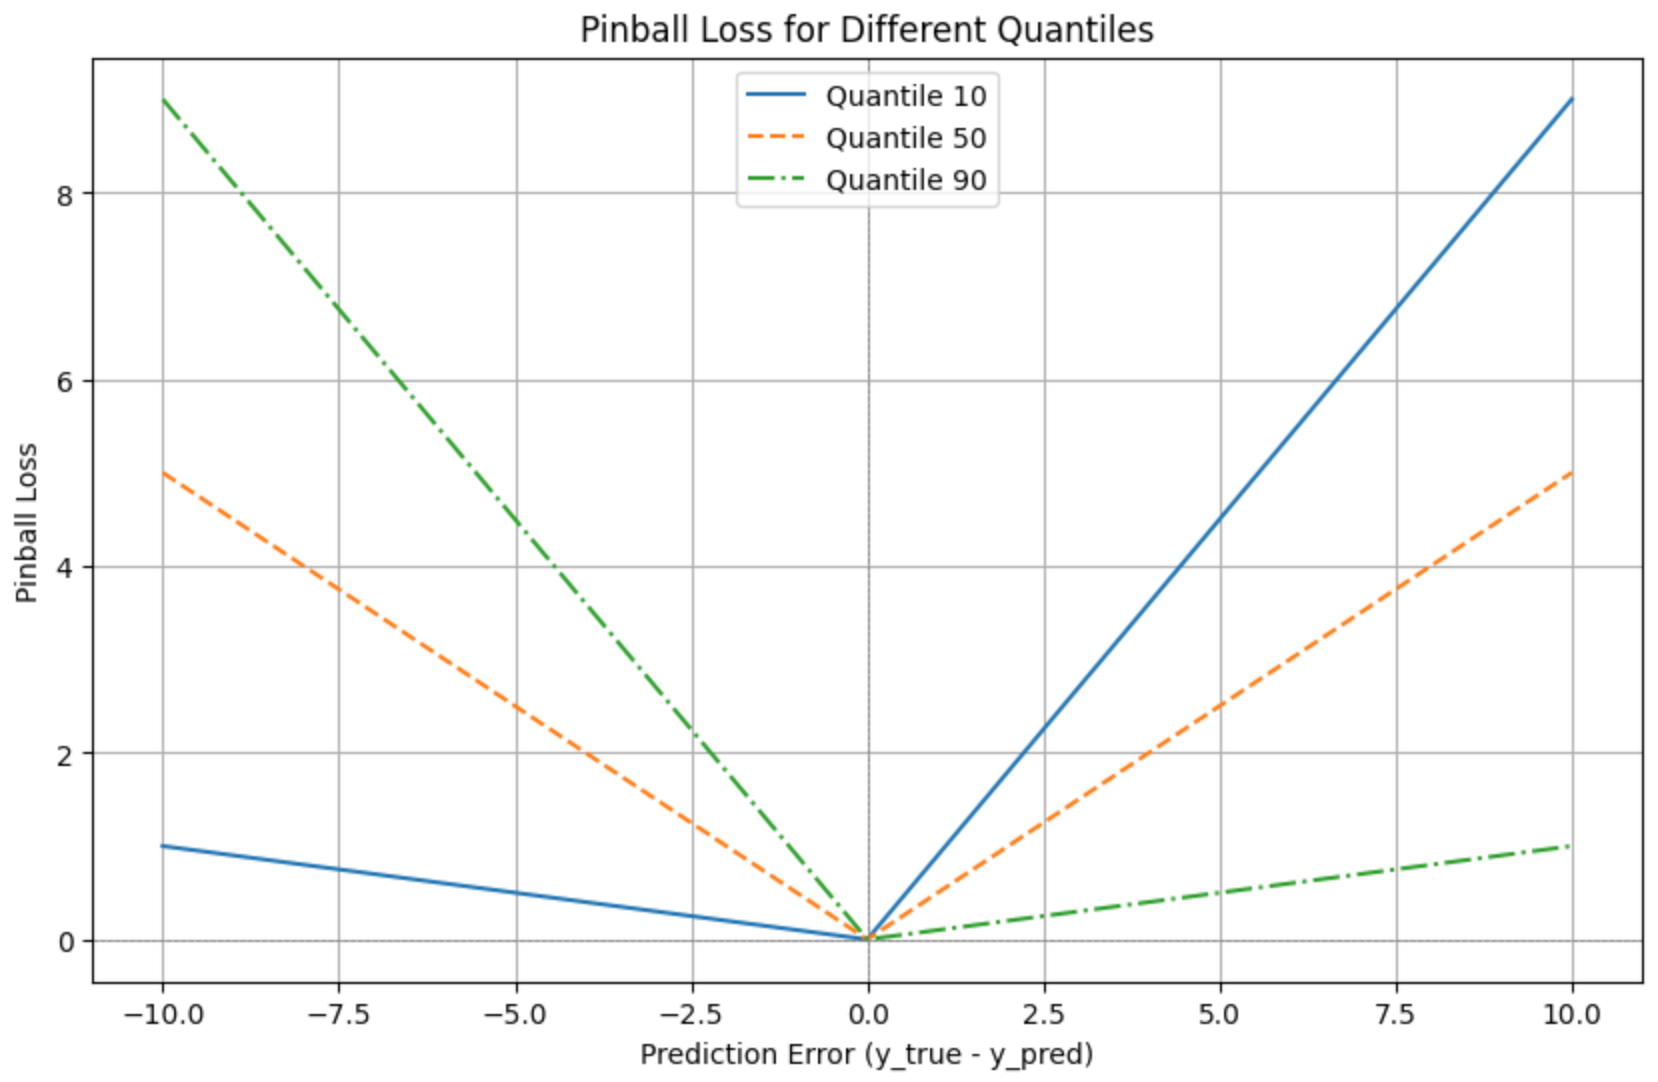 Pinball Loss for Different Quantiles
Quantile 10
Quantile 50
Quantile 90
Pinball Loss
8
6
4
2
0
−10.0 −7.5 −5.0 −2.5 0.0 2.5 5.0 7.5 10.0
Prediction Error (y_true - y_pred)